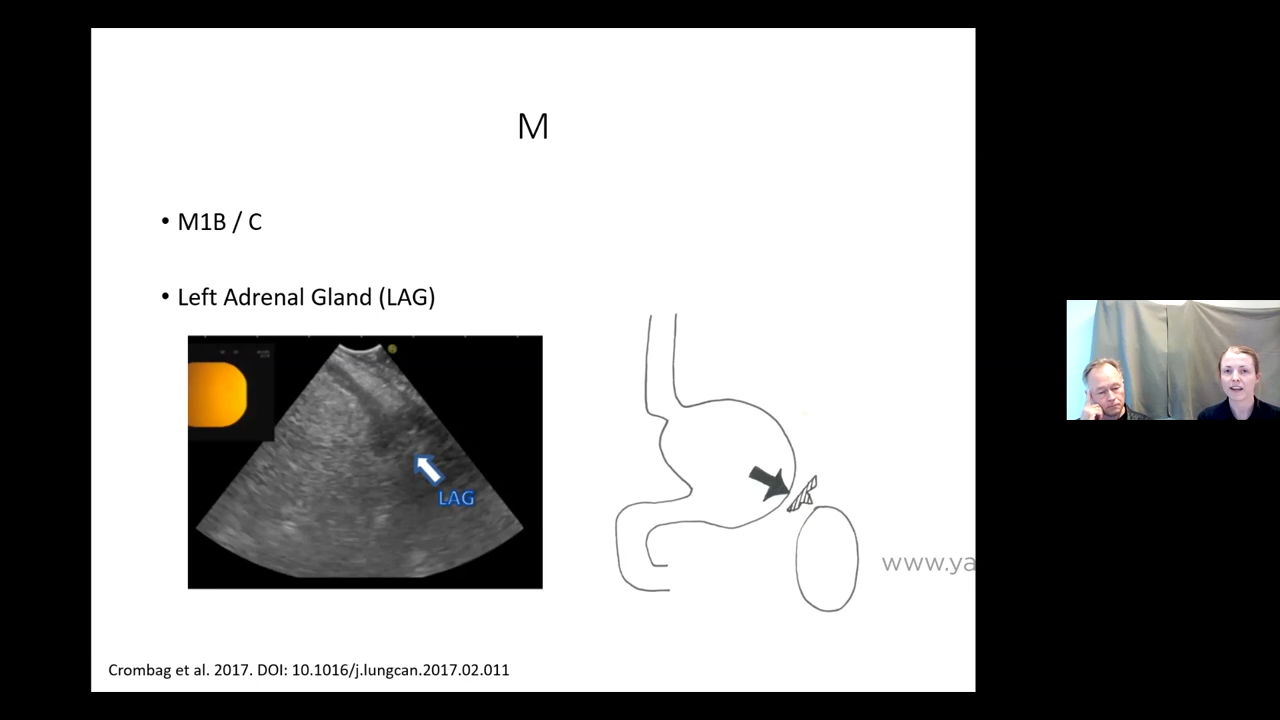 M
• M1B / C
• Left Adrenal Gland (LAG)
LAG
www.ya
Crombag et al. 2017. DOI: 10.1016/j.lungcan.2017.02.011